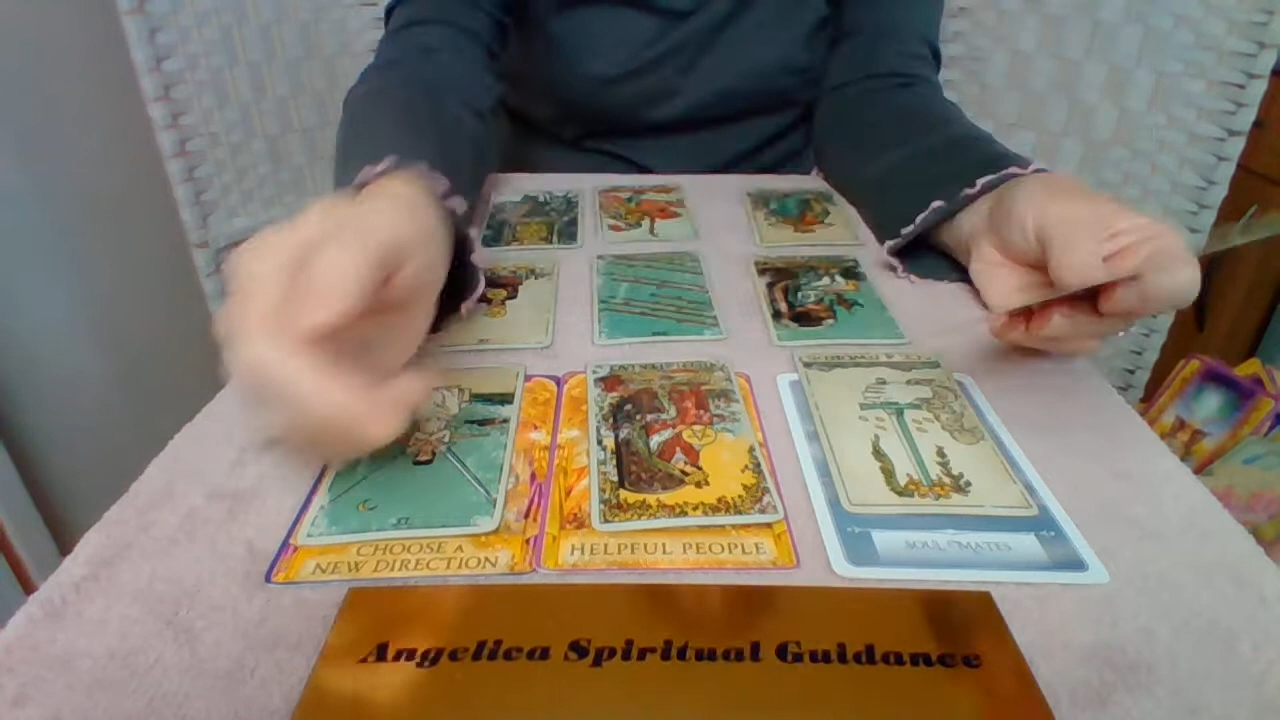 CHOOSE A
NEW DIRECTION
HELPFUL PEOPLE
SOUL MATES
Angelica Spiritual Guidance